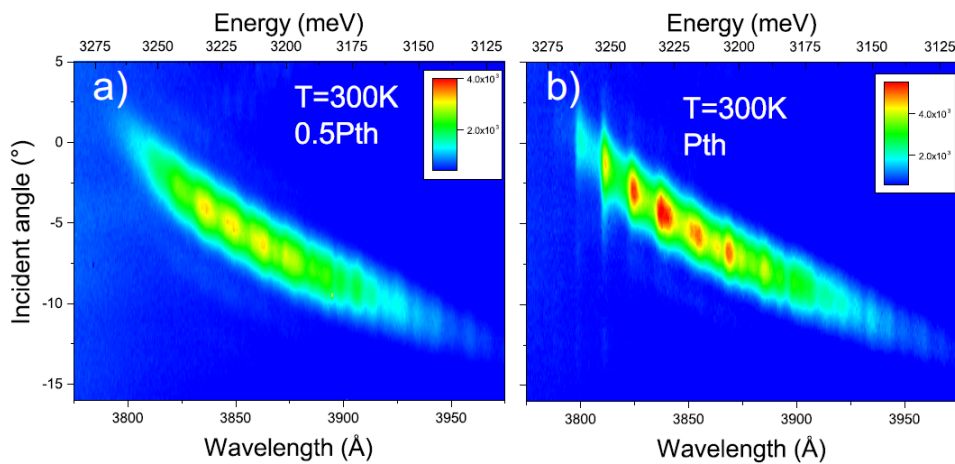 Energy (meV)
3275 3250 3225 3200 3175 3150 3125
a)
T=300K
0.5Pth
4.0x10³
2.0x10³
5
0
-5
-10
-15
Incident angle (°)
3800 3850 3900 3950
Wavelength (Å)
Energy (meV)
3275 3250 3225 3200 3175 3150 3125
b)
T=300K
Pth
4.0x10³
2.0x10³
3800 3850 3900 3950
Wavelength (Å)